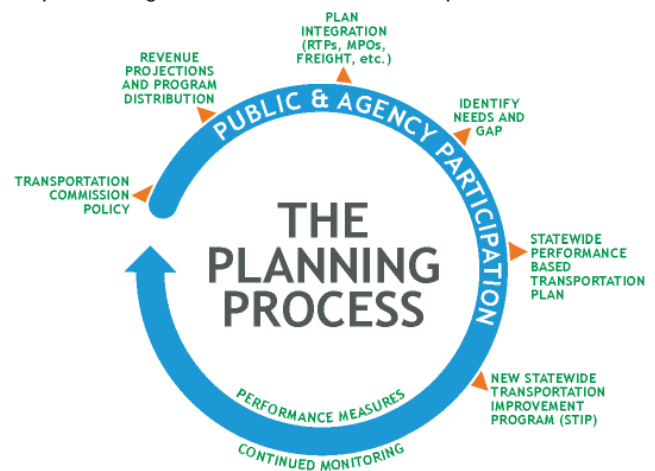 THE
PLANNING
PROCESS
PUBLIC & AGENCY PARTICIPATION
TRANSPORTATION
COMMISSION
POLICY
REVENUE
PROJECTIONS
AND PROGRAM
DISTRIBUTION
PLAN
INTEGRATION
(RTPs, MPOs,
FREIGHT, etc.)
IDENTIFY
NEEDS AND
GAP
STATEWIDE
PERFORMANCE
BASED
TRANSPORTATION
PLAN
NEW STATEWIDE
TRANSPORTATION
IMPROVEMENT
PROGRAM (STIP)
PERFORMANCE MEASURES
CONTINUED MONITORING